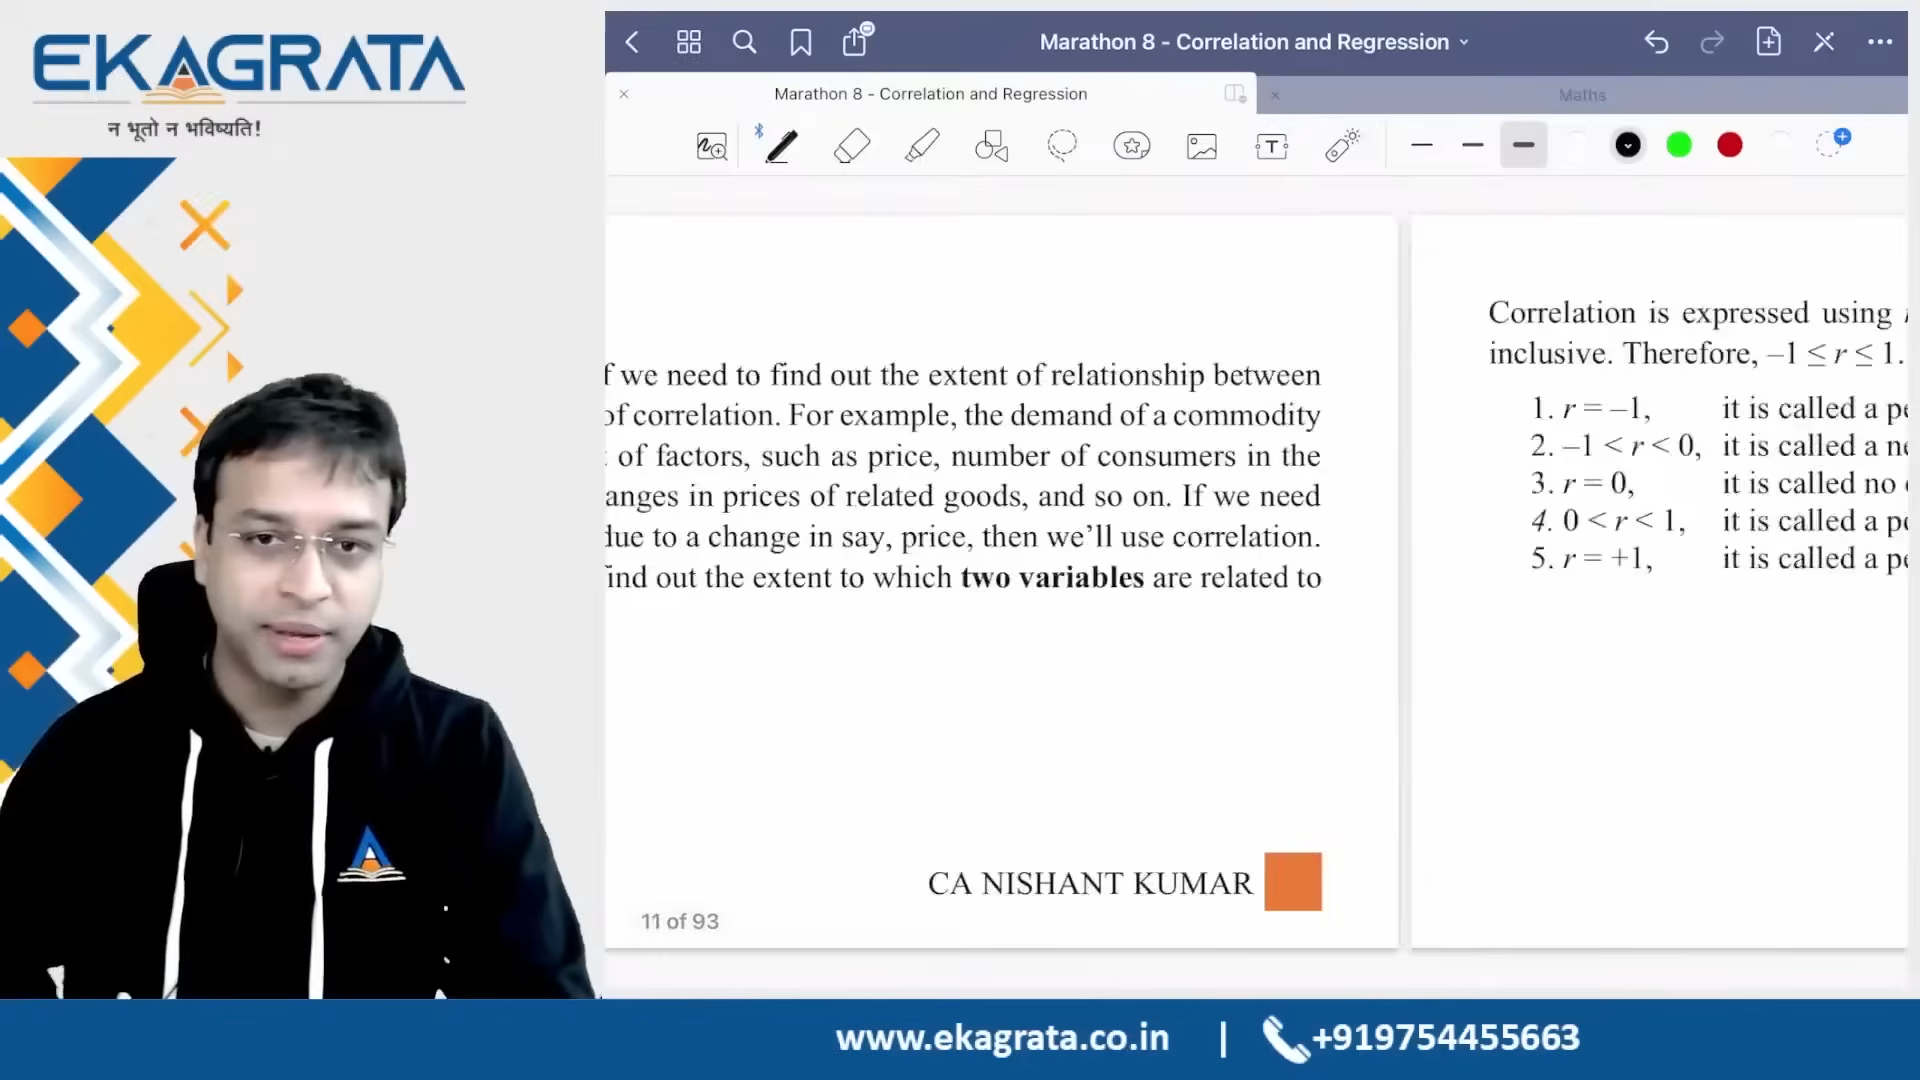 EKAGRATA
न भूतो न भविष्यति!
Marathon 8 - Correlation and Regression
Marathon 8 - Correlation and Regression
Maths
T
f we need to find out the extent of relationship between
of correlation. For example, the demand of a commodity
of factors, such as price, number of consumers in the
anges in prices of related goods, and so on. If we need
due to a change in say, price, then we'll use correlation.
ind out the extent to which two variables are related to
CA NISHANT KUMAR
11 of 93
Correlation is expressed using
inclusive. Therefore, –1 ≤ r ≤ 1.
1. r = –1, it is called a pe
2. –1 < r < 0, it is called a ne
3. r = 0, it is called no
4. 0 < r < 1, it is called a po
5. r = +1, it is called a pe
www.ekagrata.co.in | +919754455663